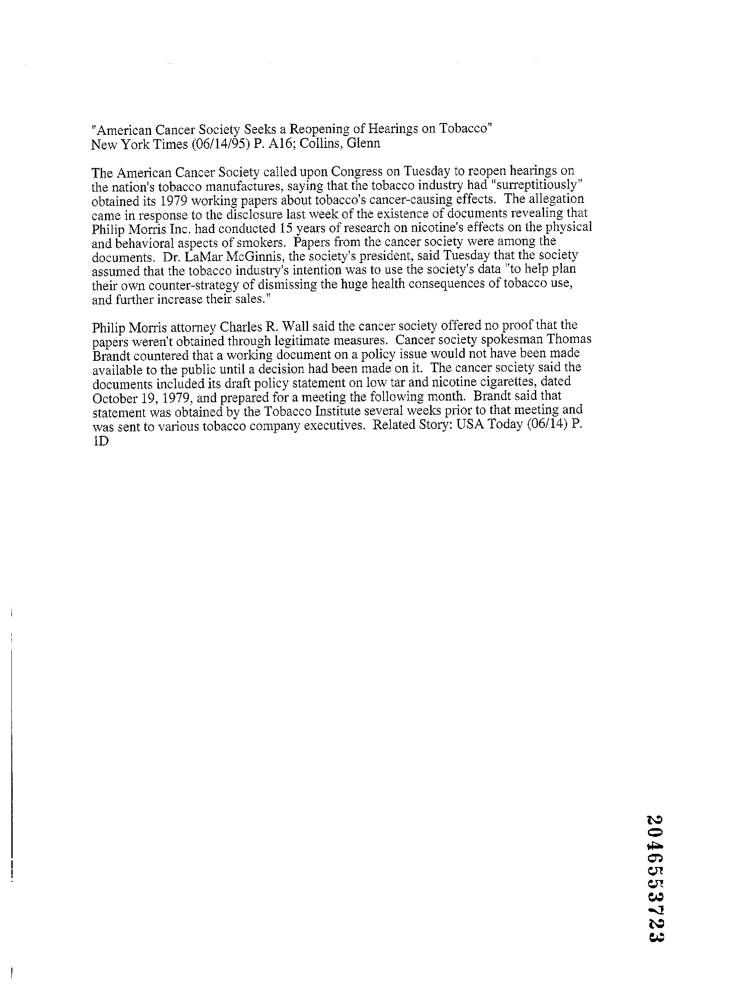 "American Cancer Society Seeks a Reopening of Hearings on Tobacco"
New York Times (06/14/95) P. A16; Collins, Glenn
The American Cancer Society called upon Congress on Tuesday to reopen hearings on
the nation's tobacco manufactures, saying that the tobacco industry had "surreptitiously"
obtained its 1979 working papers about tobacco's cancer-causing effects. The allegation
came in response to the disclosure last week of the existence of documents revealing that
Philip Morris Inc. had conducted 15 years of research on nicotine's effects on the physical
and behavioral aspects of smokers. Papers from the cancer society were among the
documents. Dr. LaMar McGinnis, the society's president, said Tuesday that the society
assumed that the tobacco industry's intention was to use the society's data "to help plan
their own counter-strategy of dismissing the huge health consequences of tobacco use,
and further increase their sales."
Philip Morris attorney Charles R. Wall said the cancer society offered no proof that the
papers weren't obtained through legitimate measures. Cancer society spokesman Thomas
Brandt countered that a working document on a policy issue would not have been made
available to the public until a decision had been made on it. The cancer society said the
documents included its draft policy statement on low tar and nicotine cigarettes, dated
October 19, 1979, and prepared for a meeting the following month. Brandt said that
statement was obtained by the Tobacco Institute several weeks prior to that meeting and
was sent to various tobacco company executives. Related Story: USA Today (06/14) P.
1D
2046553723